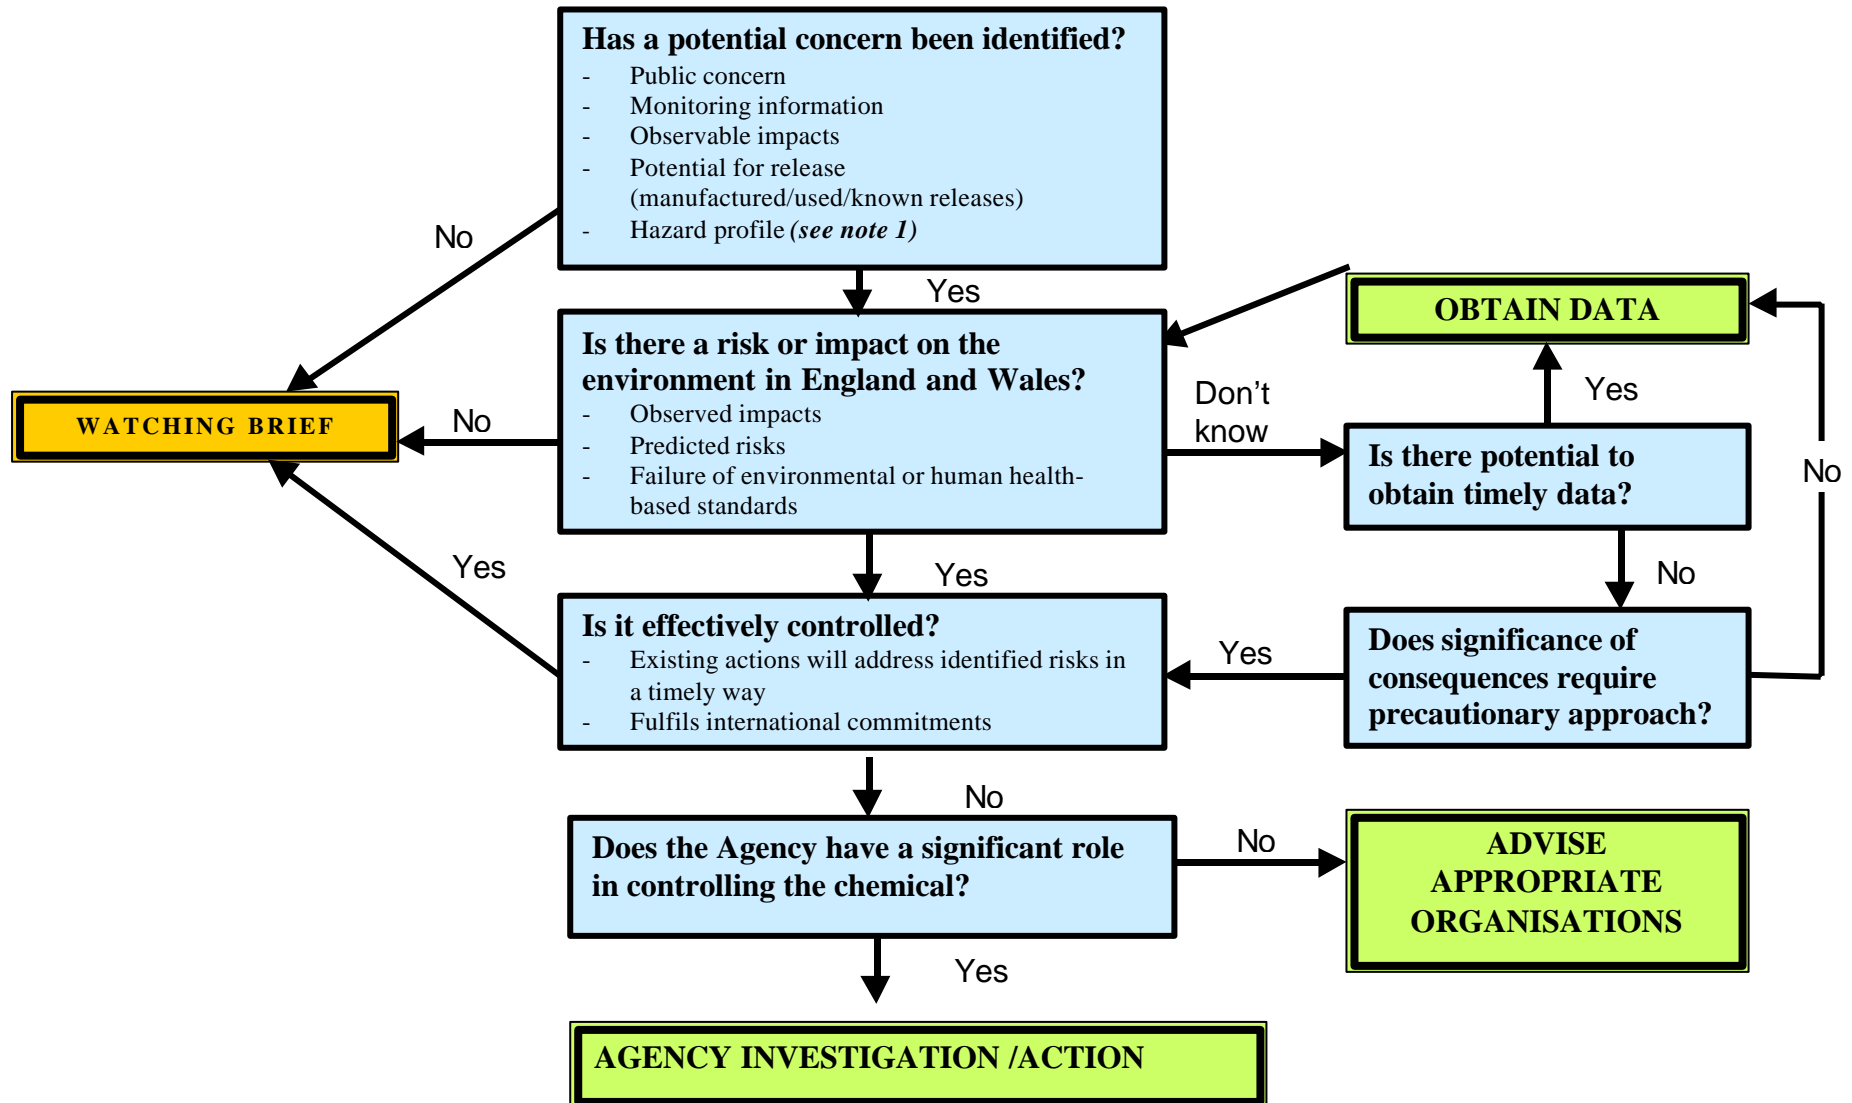 Has a potential concern been identified?
- Public concern
- Monitoring information
- Observable impacts
- Potential for release
(manufactured/used/known releases)
- Hazard profile (see note 1)
No
Yes
OBTAIN DATA
Is there a risk or impact on the
environment in England and Wales?
- Observed impacts
- Predicted risks
- Failure of environmental or human health-
based standards
WATCHING BRIEF
No
Don't
know
Yes
Is there potential to
obtain timely data?
No
Yes
Yes
No
Is it effectively controlled?
- Existing actions will address identified risks in
a timely way
- Fulfils international commitments
Yes
Does significance of
consequences require
precautionary approach?
No
Does the Agency have a significant role
in controlling the chemical?
No
ADVISE
APPROPRIATE
ORGANISATIONS
Yes
AGENCY INVESTIGATION /ACTION